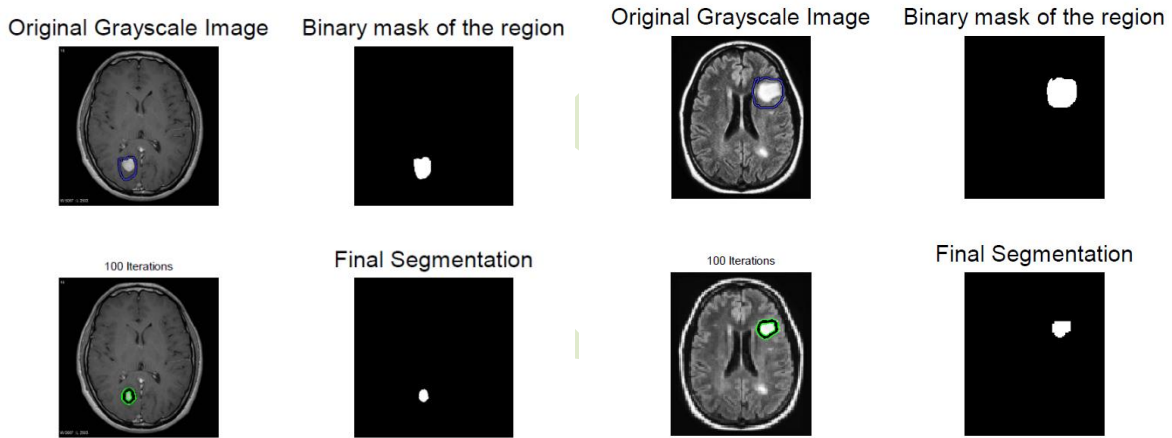 Original Grayscale Image
Binary mask of the region
100 Iterations
Final Segmentation
Original Grayscale Image
Binary mask of the region
100 Iterations
Final Segmentation